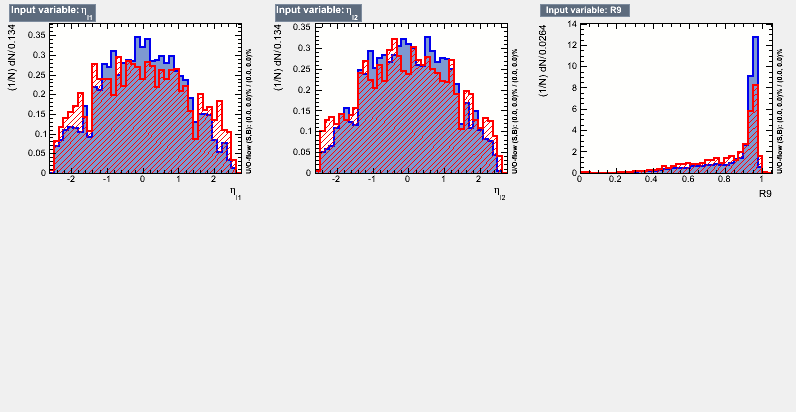 Input variable: η_l1
(1/N) dN/0.134
0.35
0.3
0.25
0.2
0.15
0.1
0.05
0
-2 -1 0 1 2
η_l1
U/O-flow (S,B): (0.0, 0.0)% / (0.0, 0.0)%
Input variable: η_l2
(1/N) dN/0.134
0.35
0.3
0.25
0.2
0.15
0.1
0.05
0
-2 -1 0 1 2
η_l2
U/O-flow (S,B): (0.0, 0.0)% / (0.0, 0.0)%
Input variable: R9
(1/N) dN/0.0264
14
12
10
8
6
4
2
0
0 0.2 0.4 0.6 0.8 1
R9
U/O-flow (S,B): (0.0, 0.0)% / (0.0, 0.0)%